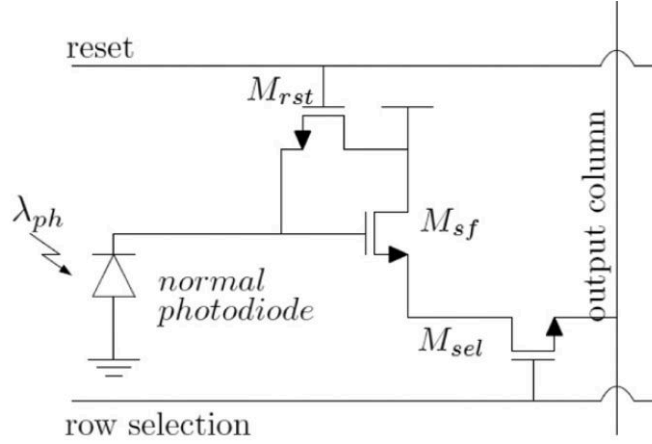 reset
M_rst
λ_ph
M_sf
normal
photodiode
output column
M_sel
row selection